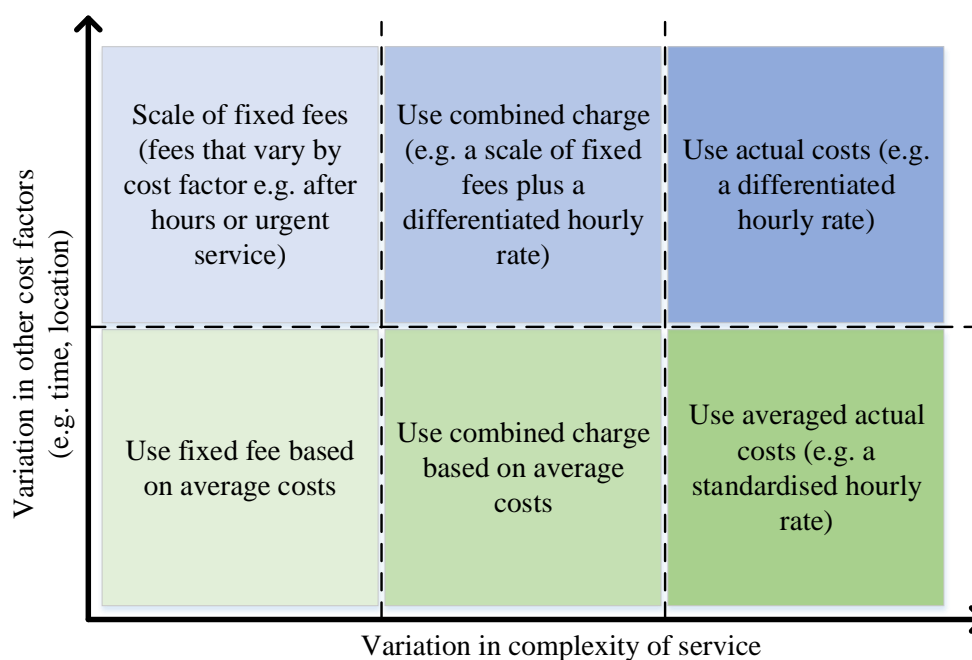 Variation in other cost factors
(e.g. time, location)
Scale of fixed fees
(fees that vary by
cost factor e.g. after
hours or urgent
service)
Use combined charge
(e.g. a scale of fixed
fees plus a
differentiated hourly
rate)
Use actual costs (e.g.
a differentiated
hourly rate)
Use fixed fee based
on average costs
Use combined charge
based on average
costs
Use averaged actual
costs (e.g. a
standardised hourly
rate)
Variation in complexity of service